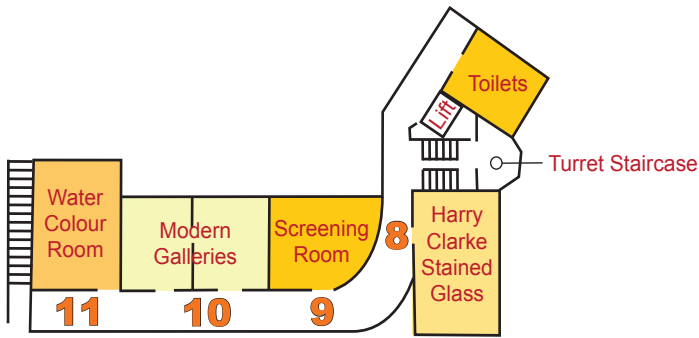 Toilets
Lift
Turret Staircase
Water
Colour
Room
Modern
Galleries
Screening
Room
8
Harry
Clarke
Stained
Glass
11
10
9